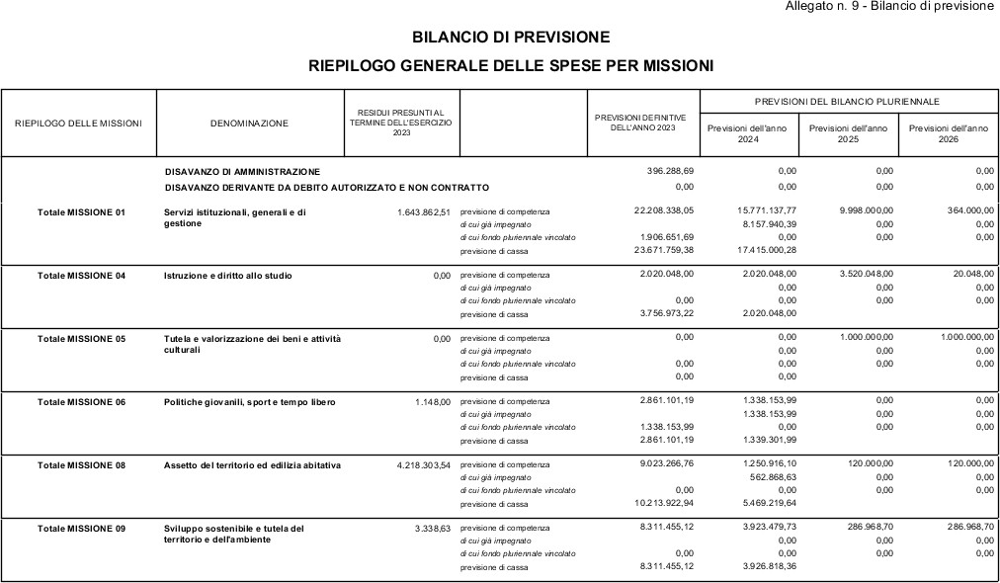 Allegato n. 9 - Bilancio di previsione
BILANCIO DI PREVISIONE
RIEPILOGO GENERALE DELLE SPESE PER MISSIONI
RIEPILOGO DELLE MISSIONI
DENOMINAZIONE
RESIDUI PRESUNTI AL
TERMINE DELL'ESERCIZIO
2023
PREVISIONI DEFINITIVE
DELL'ANNO 2023
PREVISIONI DEL BILANCIO PLURIENNALE
Previsioni dell'anno
2024
Previsioni dell'anno
2025
Previsioni dell'anno
2026
DISAVANZO DI AMMINISTRAZIONE 396.288,69 0,00 0,00 0,00
DISAVANZO DERIVANTE DA DEBITO AUTORIZZATO E NON CONTRATTO 0,00 0,00 0,00 0,00
Totale MISSIONE 01 Servizi istituzionali, generali e di 1.643.862,51 previsione di competenza 22.208.338,05 15.771.137,77 9.998.000,00 364.000,00
gestione di cui già impegnato 8.157.940,39 0,00 0,00
di cui fondo pluriennale vincolato 1.906.651,69 0,00 0,00 0,00
previsione di cassa 23.671.759,38 17.415.000,28
Totale MISSIONE 04 Istruzione e diritto allo studio 0,00 previsione di competenza 2.020.048,00 2.020.048,00 3.520.048,00 20.048,00
di cui già impegnato 0,00 0,00 0,00
di cui fondo pluriennale vincolato 0,00 0,00 0,00 0,00
previsione di cassa 3.756.973,22 2.020.048,00
Totale MISSIONE 05 Tutela e valorizzazione dei beni e attività 0,00 previsione di competenza 0,00 0,00 1.000.000,00 1.000.000,00
culturali di cui già impegnato 0,00 0,00 0,00
di cui fondo pluriennale vincolato 0,00 0,00 0,00 0,00
previsione di cassa 0,00 0,00
Totale MISSIONE 06 Politiche giovanili, sport e tempo libero 1.148,00 previsione di competenza 2.861.101,19 1.338.153,99 0,00 0,00
di cui già impegnato 1.338.153,99 0,00 0,00
di cui fondo pluriennale vincolato 1.338.153,99 0,00 0,00 0,00
previsione di cassa 2.861.101,19 1.339.301,99
Totale MISSIONE 08 Assetto del territorio ed edilizia abitativa 4.218.303,54 previsione di competenza 9.023.266,76 1.250.916,10 120.000,00 120.000,00
di cui già impegnato 562.868,63 0,00 0,00
di cui fondo pluriennale vincolato 0,00 0,00 0,00 0,00
previsione di cassa 10.213.922,94 5.469.219,64
Totale MISSIONE 09 Sviluppo sostenibile e tutela del 3.338,63 previsione di competenza 8.311.455,12 3.923.479,73 286.968,70 286.968,70
territorio e dell'ambiente di cui già impegnato 0,00 0,00 0,00
di cui fondo pluriennale vincolato 0,00 0,00 0,00 0,00
previsione di cassa 8.311.455,12 3.926.818,36